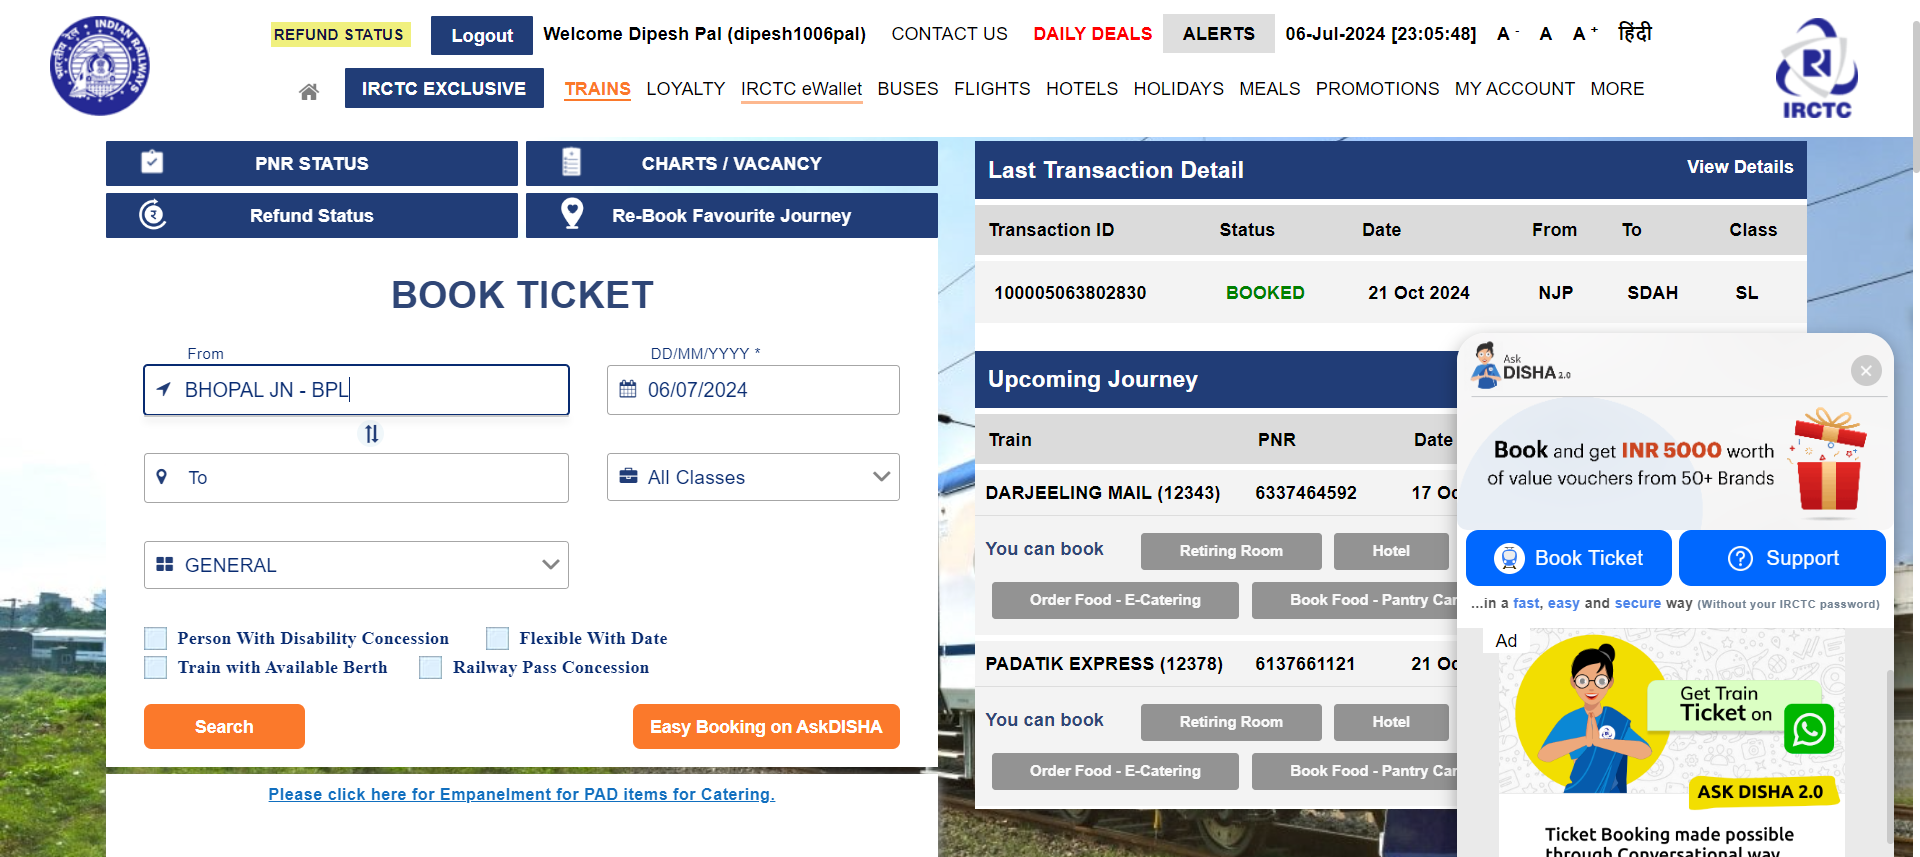 REFUND STATUS
Logout
Welcome Dipesh Pal (dipesh1006pal)
CONTACT US
DAILY DEALS
ALERTS
06-Jul-2024 [23:05:48]
A -
A
A +
हिंदी
IRCTC EXCLUSIVE
TRAINS
LOYALTY
IRCTC eWallet
BUSES
FLIGHTS
HOTELS
HOLIDAYS
MEALS
PROMOTIONS
MY ACCOUNT
MORE
INDIAN RAILWAYS
भारतीय रेल
IRCTC
PNR STATUS
CHARTS / VACANCY
Refund Status
Re-Book Favourite Journey
BOOK TICKET
From
BHOPAL JN - BPL
DD/MM/YYYY *
06/07/2024
To
All Classes
GENERAL
Person With Disability Concession
Flexible With Date
Train with Available Berth
Railway Pass Concession
Search
Easy Booking on AskDISHA
Please click here for Empanelment for PAD items for Catering.
Last Transaction Detail
View Details
Transaction ID Status Date From To Class
100005063802830 BOOKED 21 Oct 2024 NJP SDAH SL
Upcoming Journey
Train PNR Date
DARJEELING MAIL (12343) 6337464592 17
You can book
Retiring Room
Hotel
Order Food - E-Catering
Book Food - Pantry Car
PADATIK EXPRESS (12378) 6137661121 21
You can book
Retiring Room
Hotel
Order Food - E-Catering
Book Food - Pantry Car
Ask
DISHA 2.0
Book and get INR 5000 worth
of value vouchers from 50+ Brands
Book Ticket
Support
...in a fast, easy and secure way (Without your IRCTC password)
Ad
Get Train
Ticket on
ASK DISHA 2.0
Ticket Booking made possible
through Conversational way